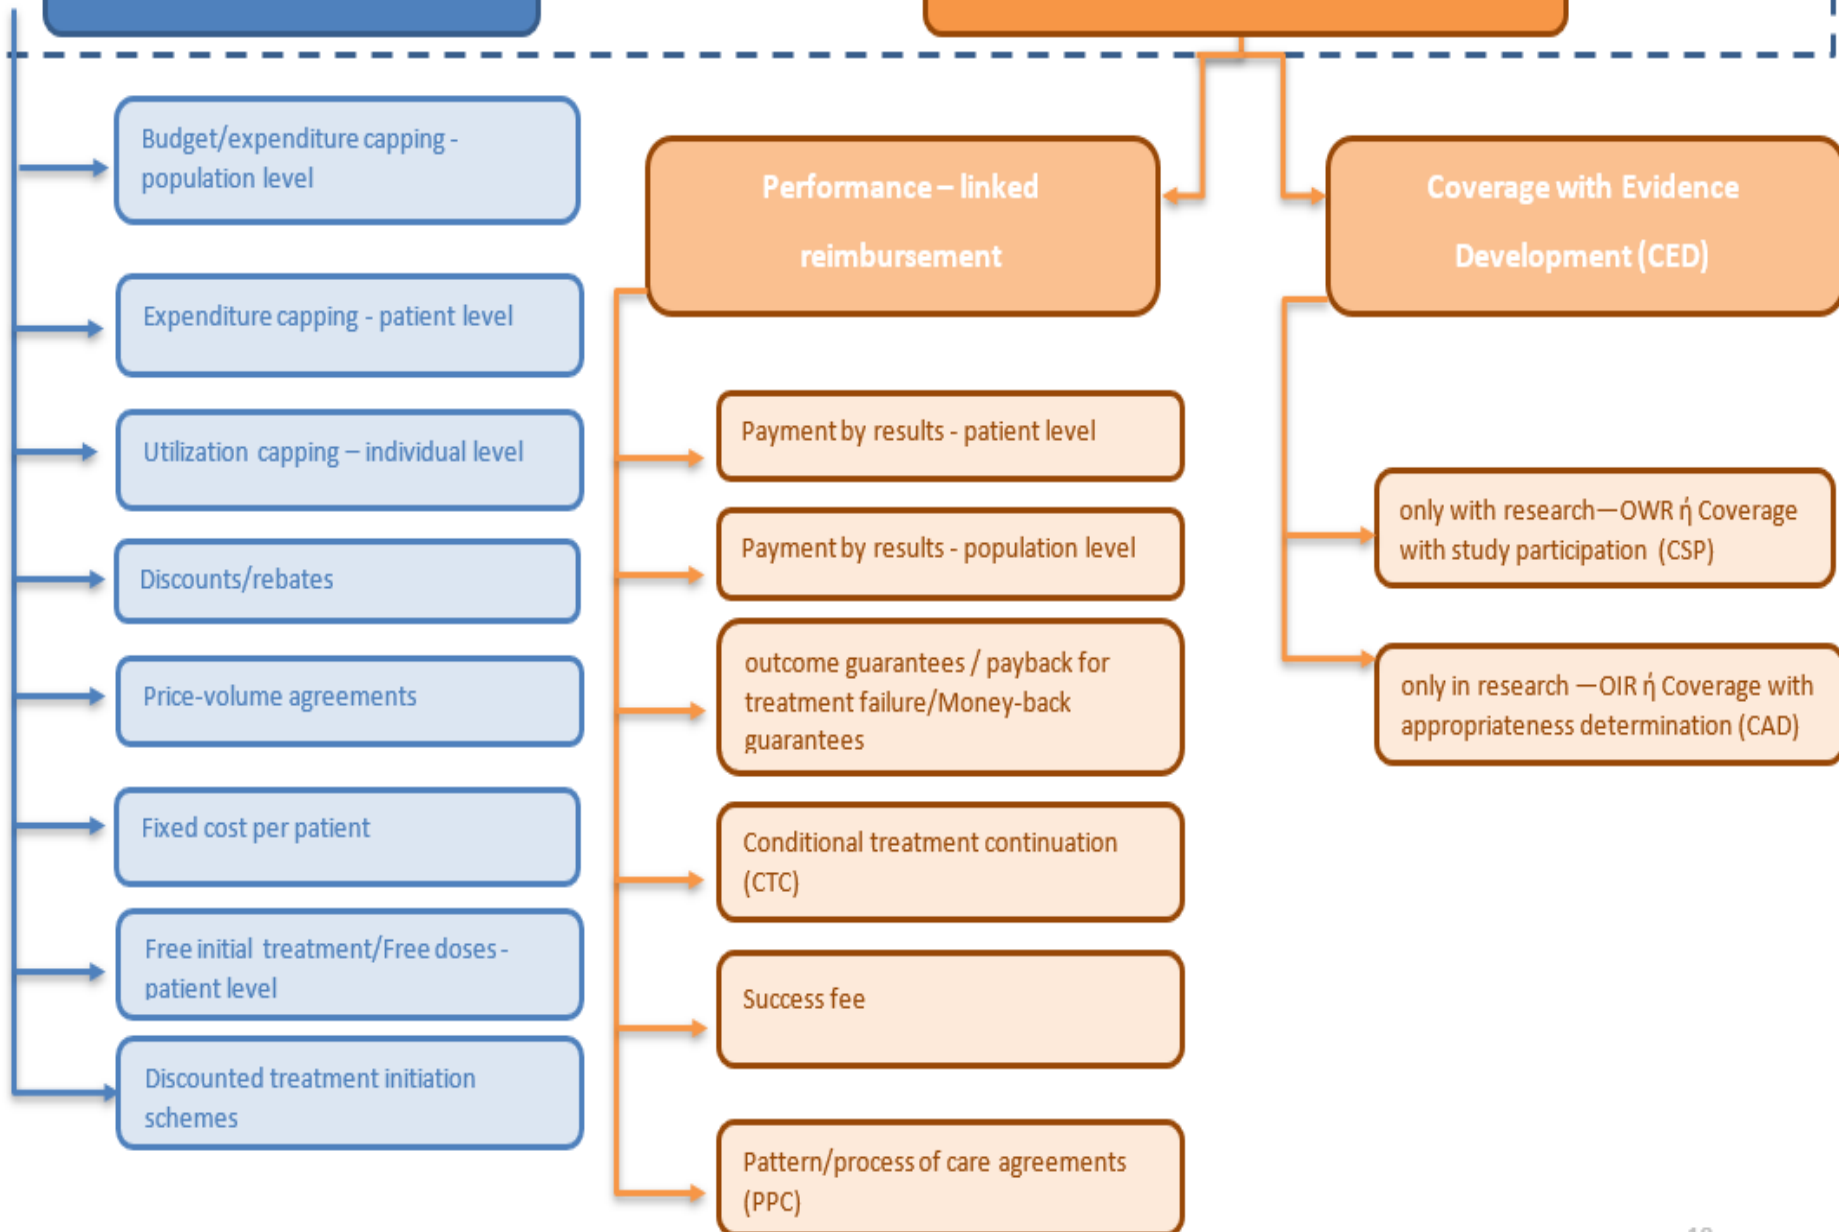 Budget/expenditure capping -
population level
Expenditure capping - patient level
Utilization capping – individual level
Discounts/rebates
Price-volume agreements
Fixed cost per patient
Free initial treatment/Free doses -
patient level
Discounted treatment initiation
schemes
Performance – linked
reimbursement
Payment by results - patient level
Payment by results - population level
outcome guarantees / payback for
treatment failure/Money-back
guarantees
Conditional treatment continuation
(CTC)
Success fee
Pattern/process of care agreements
(PPC)
Coverage with Evidence
Development (CED)
only with research—OWR ή Coverage
with study participation (CSP)
only in research —OIR ή Coverage with
appropriateness determination (CAD)